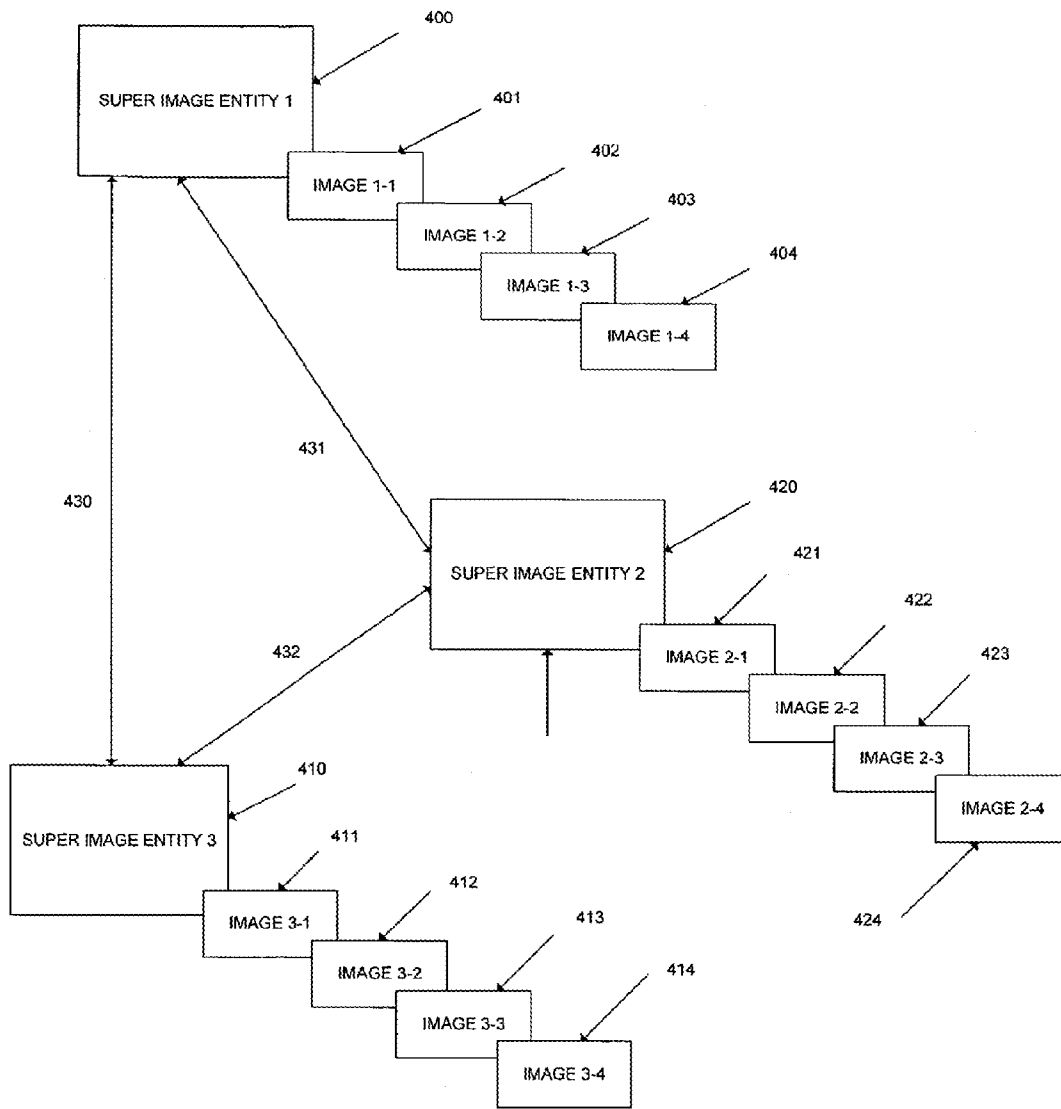 400
SUPER IMAGE ENTITY 1
401
IMAGE 1-1
402
IMAGE 1-2
403
IMAGE 1-3
404
IMAGE 1-4
431
430
420
SUPER IMAGE ENTITY 2
421
IMAGE 2-1
422
IMAGE 2-2
423
IMAGE 2-3
IMAGE 2-4
424
432
410
SUPER IMAGE ENTITY 3
411
IMAGE 3-1
412
IMAGE 3-2
413
IMAGE 3-3
414
IMAGE 3-4